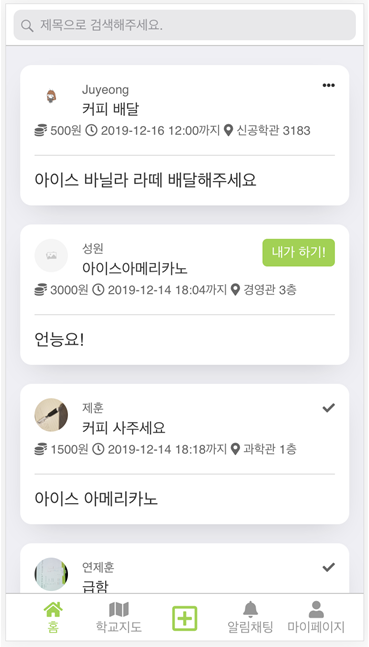 제목으로 검색해주세요.
Juyeong
커피 배달
500원 2019-12-16 12:00까지 신공학관 3183
아이스 바닐라 라떼 배달해주세요
성원
내가 하기!
아이스아메리카노
3000원 2019-12-14 18:04까지 경영관 3층
언능요!
제훈
커피 사주세요
1500원 2019-12-14 18:18까지 과학관 1층
아이스 아메리카노
연제훈
급함
홈 학교지도 알림채팅 마이페이지